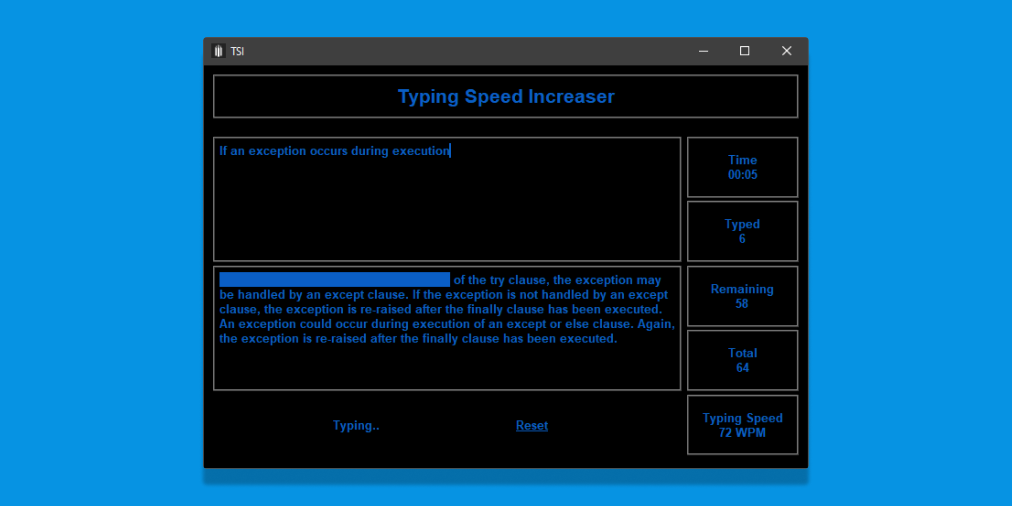 TSI
Typing Speed Increaser
If an exception occurs during execution
of the try clause, the exception may
be handled by an except clause. If the exception is not handled by an except
clause, the exception is re-raised after the finally clause has been executed.
An exception could occur during execution of an except or else clause. Again,
the exception is re-raised after the finally clause has been executed.
Time
00:05
Typed
6
Remaining
58
Total
64
Typing Speed
72 WPM
Typing..
Reset